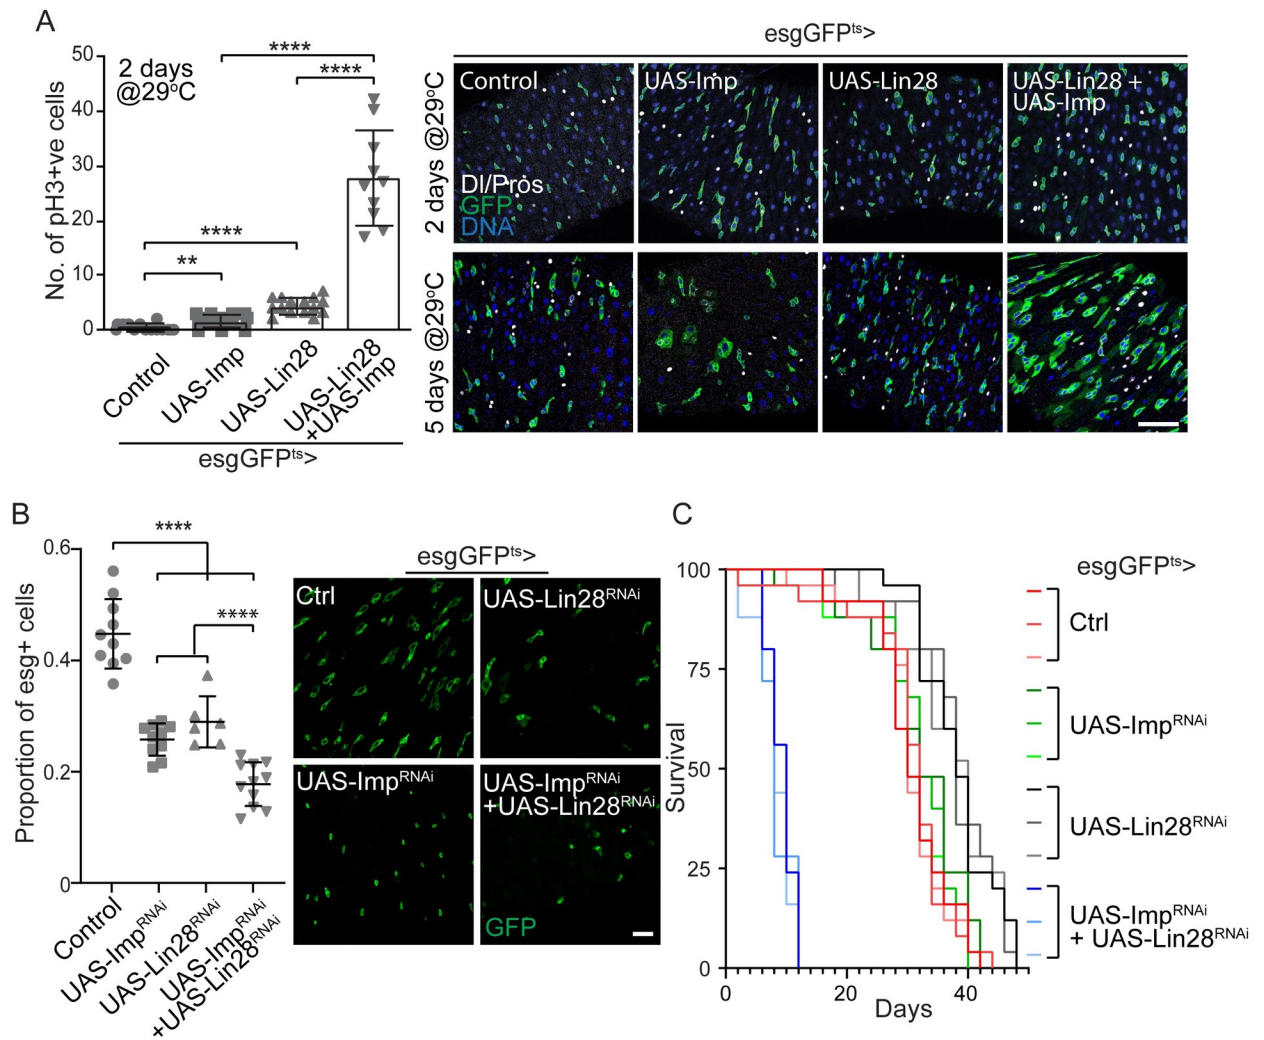 A
2 days
@29°C
No. of pH3+ve cells
50
40
30
20
10
0
****
****
****
**
Control
UAS-Imp
UAS-Lin28
UAS-Lin28
+UAS-Imp
esgGFPts>
esgGFPts>
2 days @29°C
5 days @29°C
Control
UAS-Imp
UAS-Lin28
UAS-Lin28 +
UAS-Imp
Dl/Pros
GFP
DNA
B
Proportion of esg+ cells
0.6
0.4
0.2
0
****
****
Control
UAS-ImpRNAi
UAS-Lin28RNAi
UAS-ImpRNAi
+UAS-Lin28RNAi
esgGFPts>
Ctrl
UAS-Lin28RNAi
UAS-ImpRNAi
UAS-ImpRNAi
+UAS-Lin28RNAi
GFP
C
Survival
100
75
50
25
0
0
20
40
Days
esgGFPts>
Ctrl
UAS-ImpRNAi
UAS-Lin28RNAi
UAS-ImpRNAi
+ UAS-Lin28RNAi